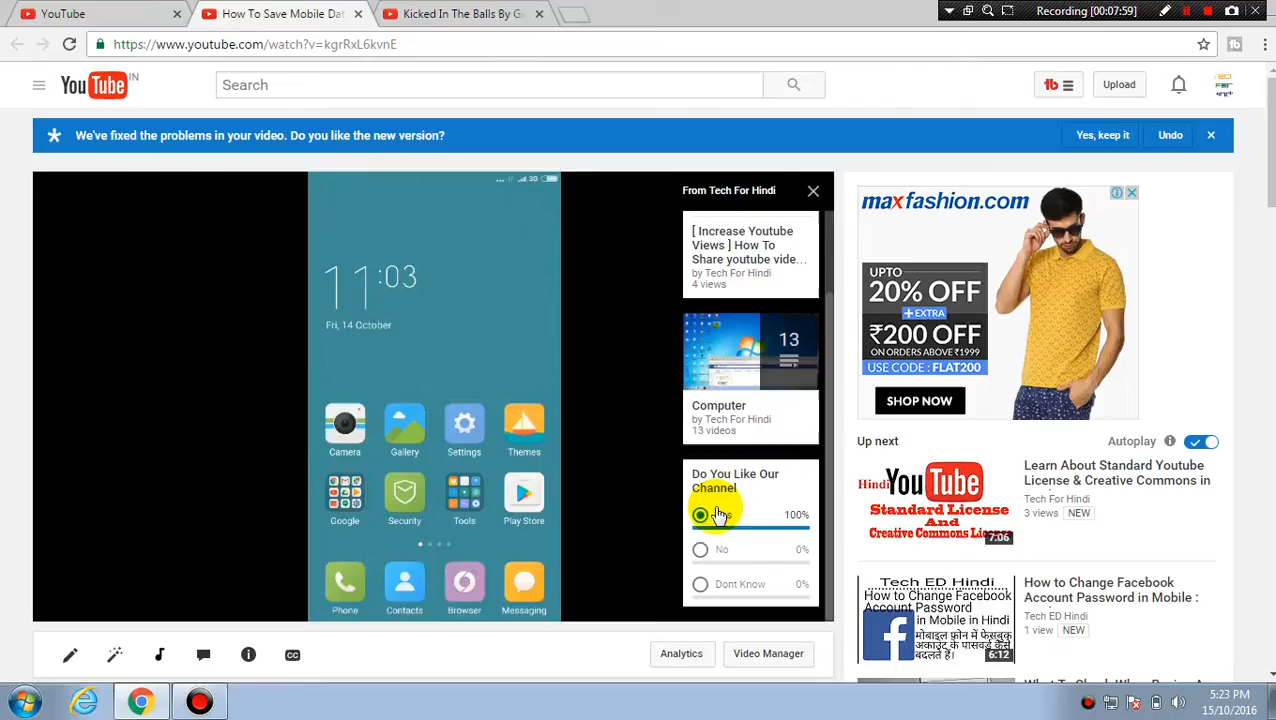 YouTube
How To Save Mobile Dat
Kicked In The Balls By G
Recording [00:07:59]
https://www.youtube.com/watch?v=kgrRxL6kvnE
YouTube IN
Search
Upload
We've fixed the problems in your video. Do you like the new version?
Yes, keep it
Undo
3G
11:03
Fri, 14 October
Camera
Gallery
Settings
Themes
Google
Security
Tools
Play Store
Phone
Contacts
Browser
Messaging
From Tech For Hindi
[ Increase Youtube
Views ] How To
Share youtube vide...
by Tech For Hindi
4 views
13
Computer
by Tech For Hindi
13 videos
Do You Like Our
Channel
100%
No
0%
Dont Know
0%
maxfashion.com
UPTO
20% OFF
+EXTRA
₹200 OFF
ON ORDERS ABOVE ₹1999
USE CODE : FLAT200
SHOP NOW
Up next
Autoplay
Hindi YouTube
Standard License
And
Creative Commons License
7:06
Learn About Standard Youtube
License & Creative Commons in
Tech For Hindi
3 views NEW
Tech ED Hindi
How to Change Facebook
Account Password
in Mobile in Hindi
मोबाइल फ़ोन में फेसबुक
अकाउंट के पासवर्ड कैसे
बदलते हैं।
6:12
How to Change Facebook
Account Password in Mobile :
Tech ED Hindi
1 view NEW
CC
Analytics
Video Manager
5:23 PM
15/10/2016